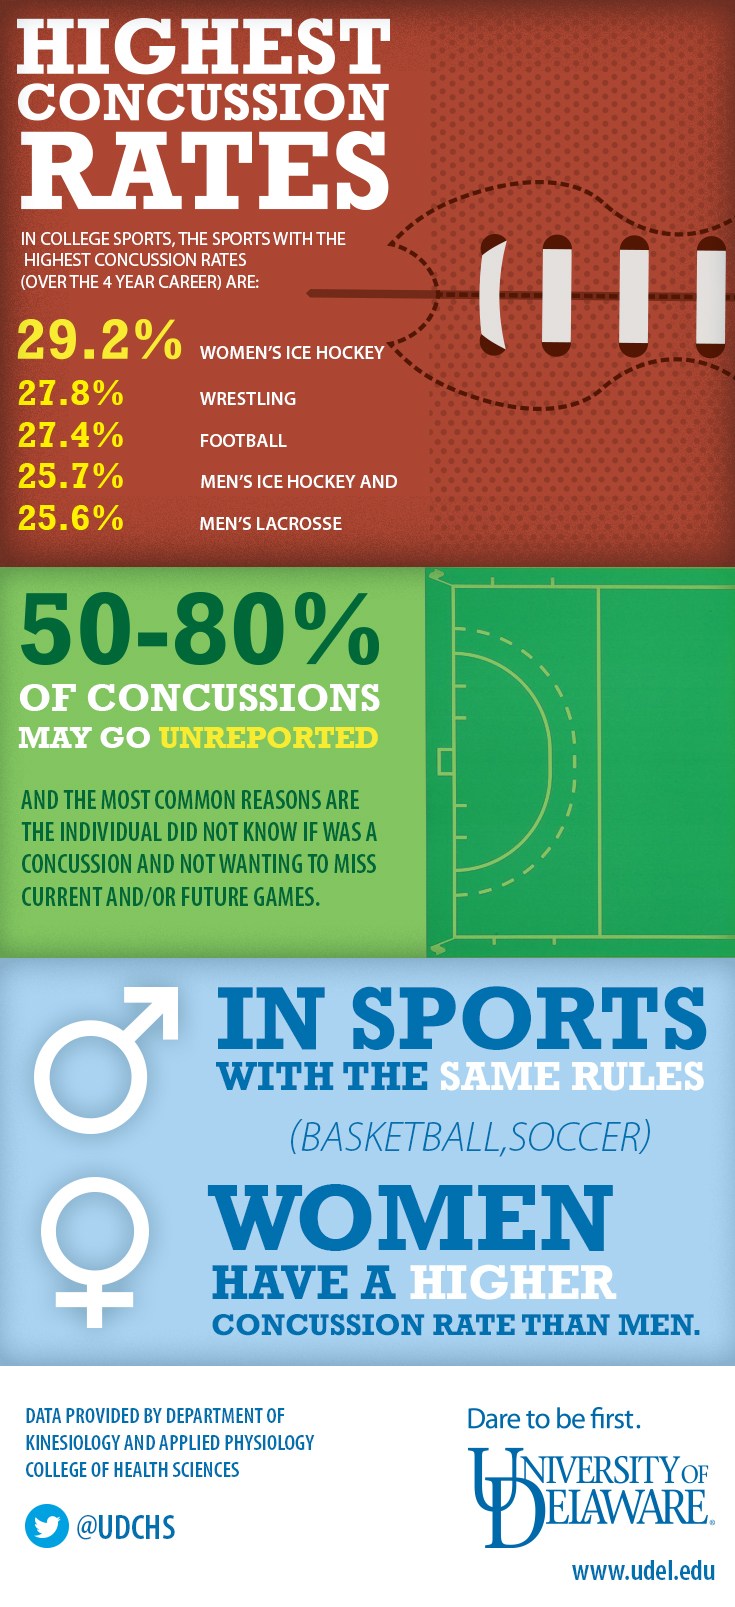 HIGHEST
CONCUSSION
RATES
IN COLLEGE SPORTS, THE SPORTS WITH THE
HIGHEST CONCUSSION RATES
(OVER THE 4 YEAR CAREER) ARE:
29.2% WOMEN'S ICE HOCKEY
27.8% WRESTLING
27.4% FOOTBALL
25.7% MEN'S ICE HOCKEY AND
25.6% MEN'S LACROSSE
50-80%
OF CONCUSSIONS
MAY GO UNREPORTED
AND THE MOST COMMON REASONS ARE
THE INDIVIDUAL DID NOT KNOW IF WAS A
CONCUSSION AND NOT WANTING TO MISS
CURRENT AND/OR FUTURE GAMES.
IN SPORTS
WITH THE SAME RULES
(BASKETBALL,SOCCER)
WOMEN
HAVE A HIGHER
CONCUSSION RATE THAN MEN.
DATA PROVIDED BY DEPARTMENT OF
KINESIOLOGY AND APPLIED PHYSIOLOGY
COLLEGE OF HEALTH SCIENCES
@UDCHS
Dare to be first.
UNIVERSITY OF
DELAWARE®
www.udel.edu